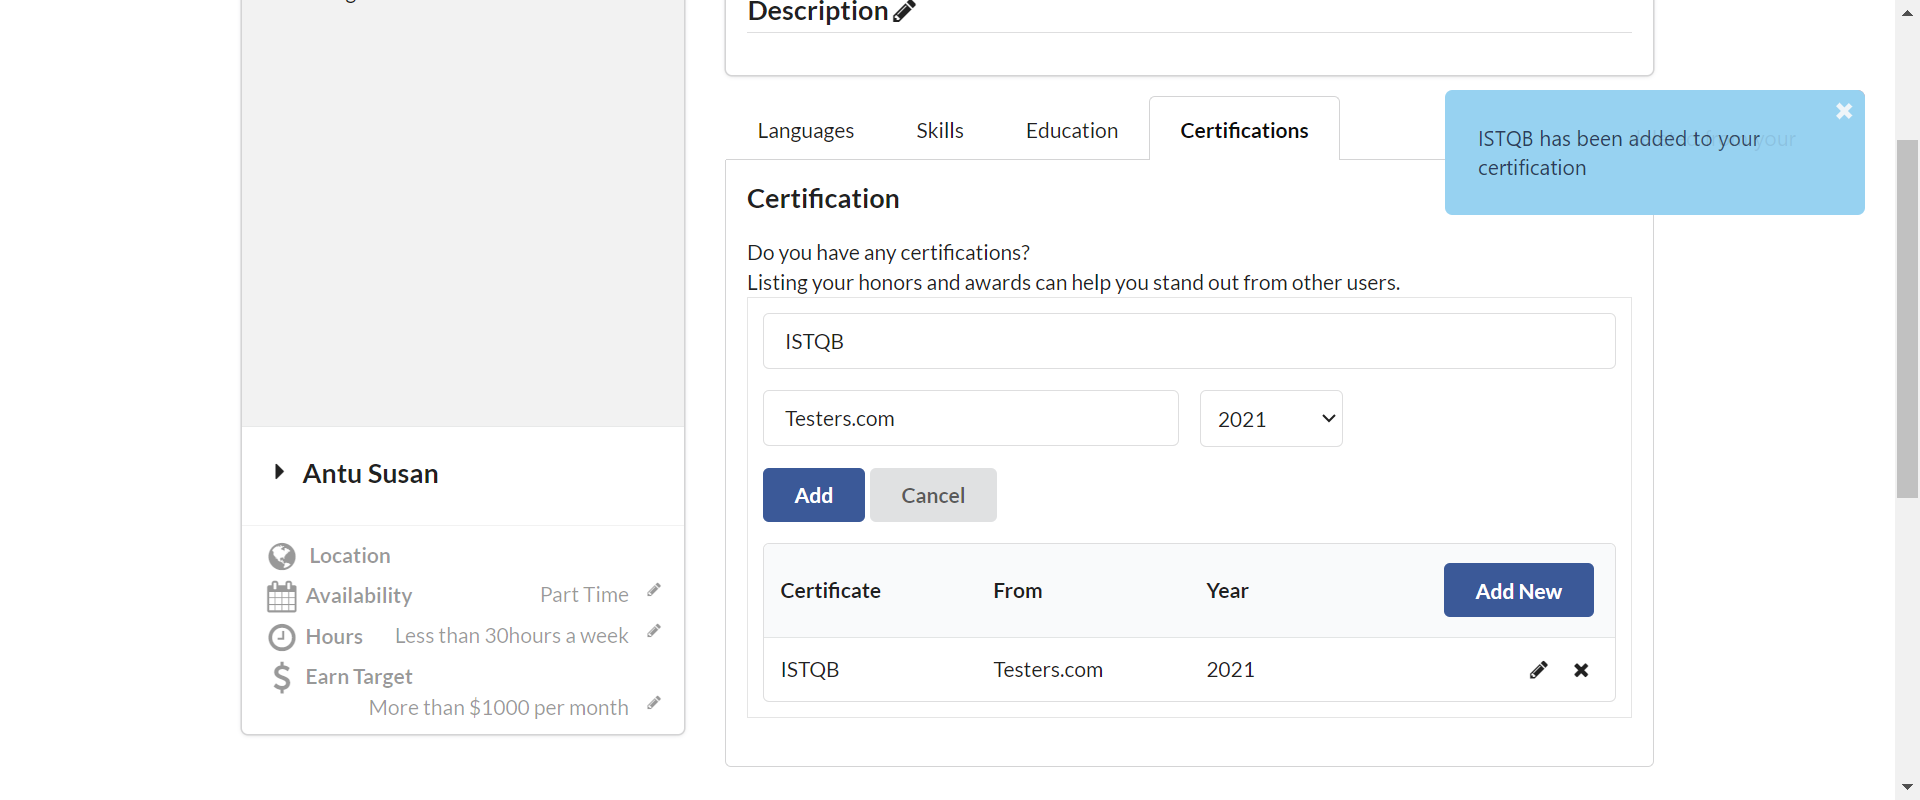 Description
Languages Skills Education Certifications
ISTQB has been added to your
certification
Certification
Do you have any certifications?
Listing your honors and awards can help you stand out from other users.
ISTQB
Testers.com 2021
Add Cancel
Certificate From Year Add New
ISTQB Testers.com 2021
Antu Susan
Location
Availability Part Time
Hours Less than 30hours a week
Earn Target
More than $1000 per month